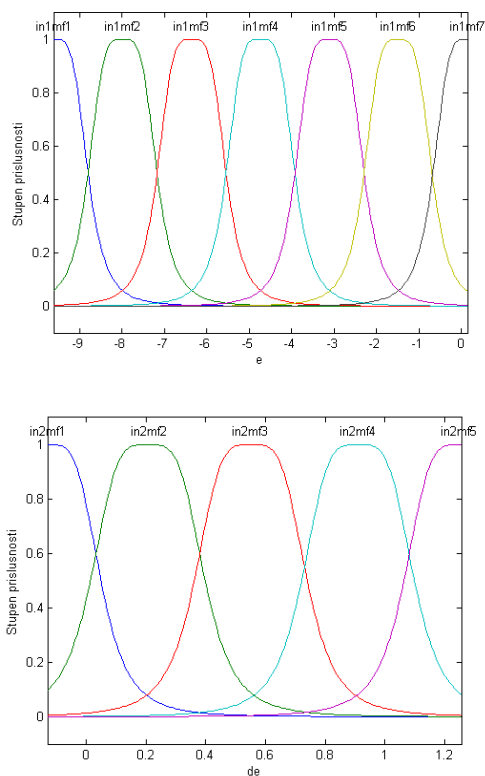 in1mf1 in1mf2 in1mf3 in1mf4 in1mf5 in1mf6 in1mf7
1
0.8
0.6
0.4
0.2
0
Stupen prislusnosti
-9 -8 -7 -6 -5 -4 -3 -2 -1 0
e
in2mf1 in2mf2 in2mf3 in2mf4 in2mf5
1
0.8
0.6
0.4
0.2
0
Stupen prislusnosti
0 0.2 0.4 0.6 0.8 1 1.2
de